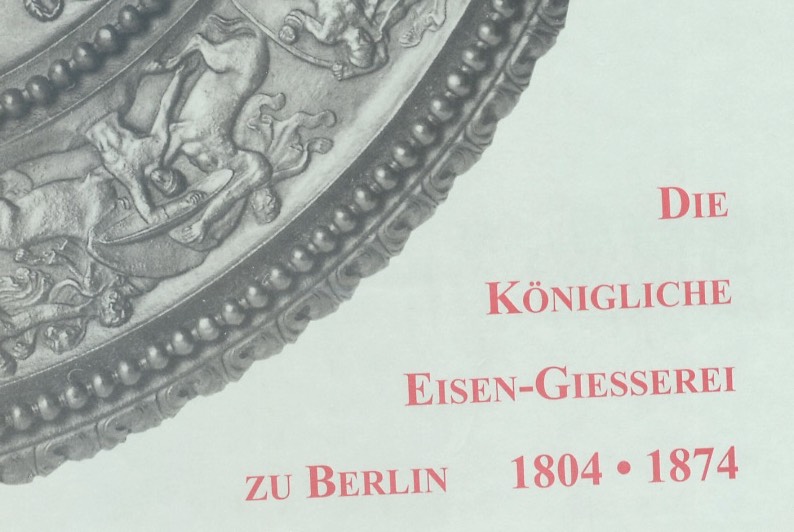 Die
Königliche
Eisen-Giesserei
zu Berlin 1804 • 1874